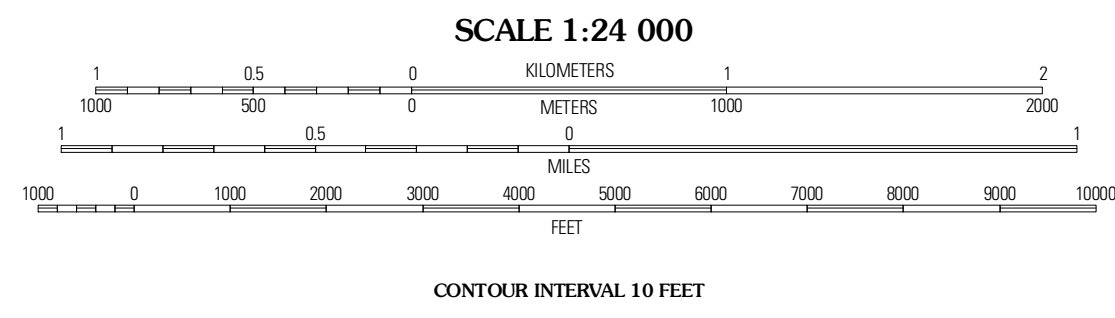 SCALE 1:24 000
1 0.5 0 KILOMETERS 1 2
1000 500 0 METERS 1000 2000
1 0.5 0 1
MILES
1000 0 1000 2000 3000 4000 5000 6000 7000 8000 9000 10000
FEET
CONTOUR INTERVAL 10 FEET